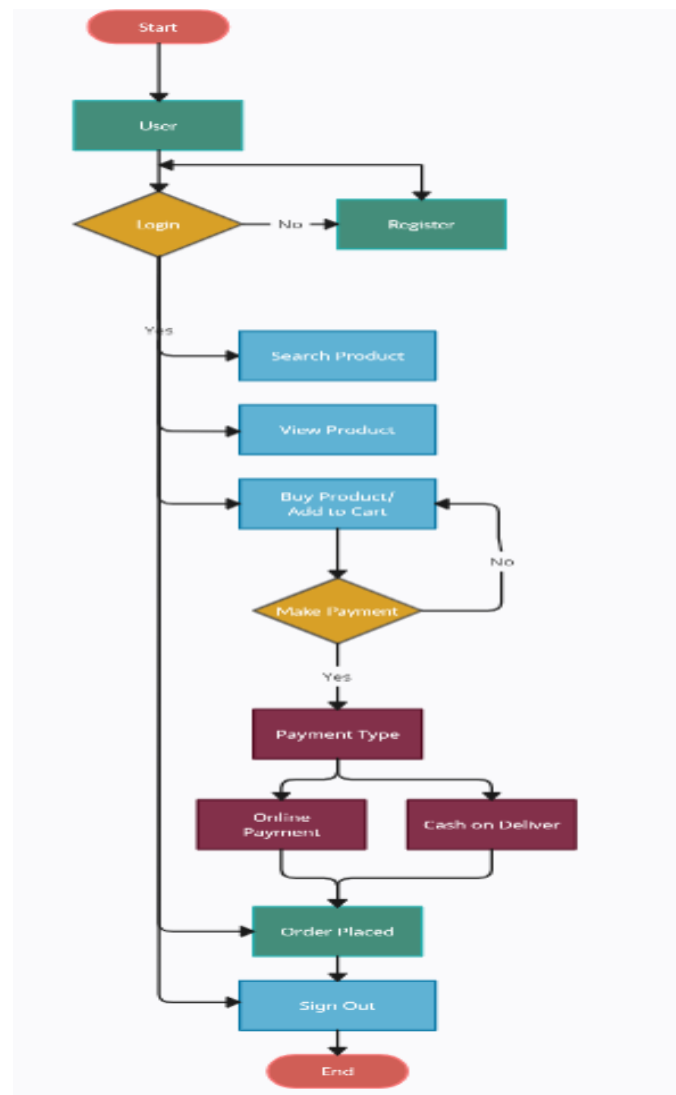 Start
User
Login
No
Register
Yes
Search Product
View Product
Buy Product/
Add to Cart
No
Make Payment
Yes
Payment Type
Online
Payment
Cash on Deliver
Order Placed
Sign Out
End